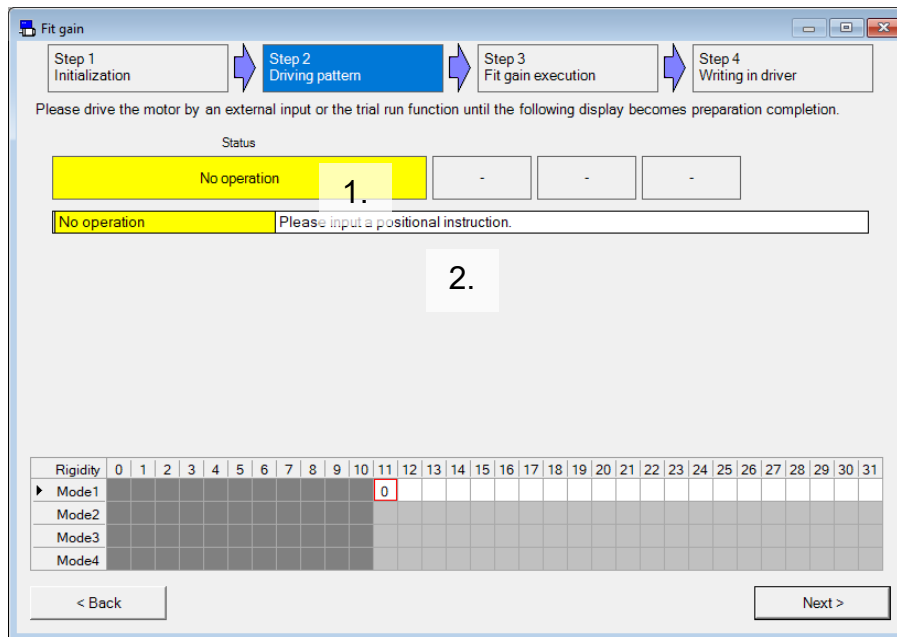 Fit gain
Step 1
Initialization
Step 2
Driving pattern
Step 3
Fit gain execution
Step 4
Writing in driver
Please drive the motor by an external input or the trial run function until the following display becomes preparation completion.
Status
No operation
-
-
-
1.
No operation
Please input a positional instruction.
2.
Rigidity 0 1 2 3 4 5 6 7 8 9 10 11 12 13 14 15 16 17 18 19 20 21 22 23 24 25 26 27 28 29 30 31
Mode1 0
Mode2
Mode3
Mode4
< Back
Next >